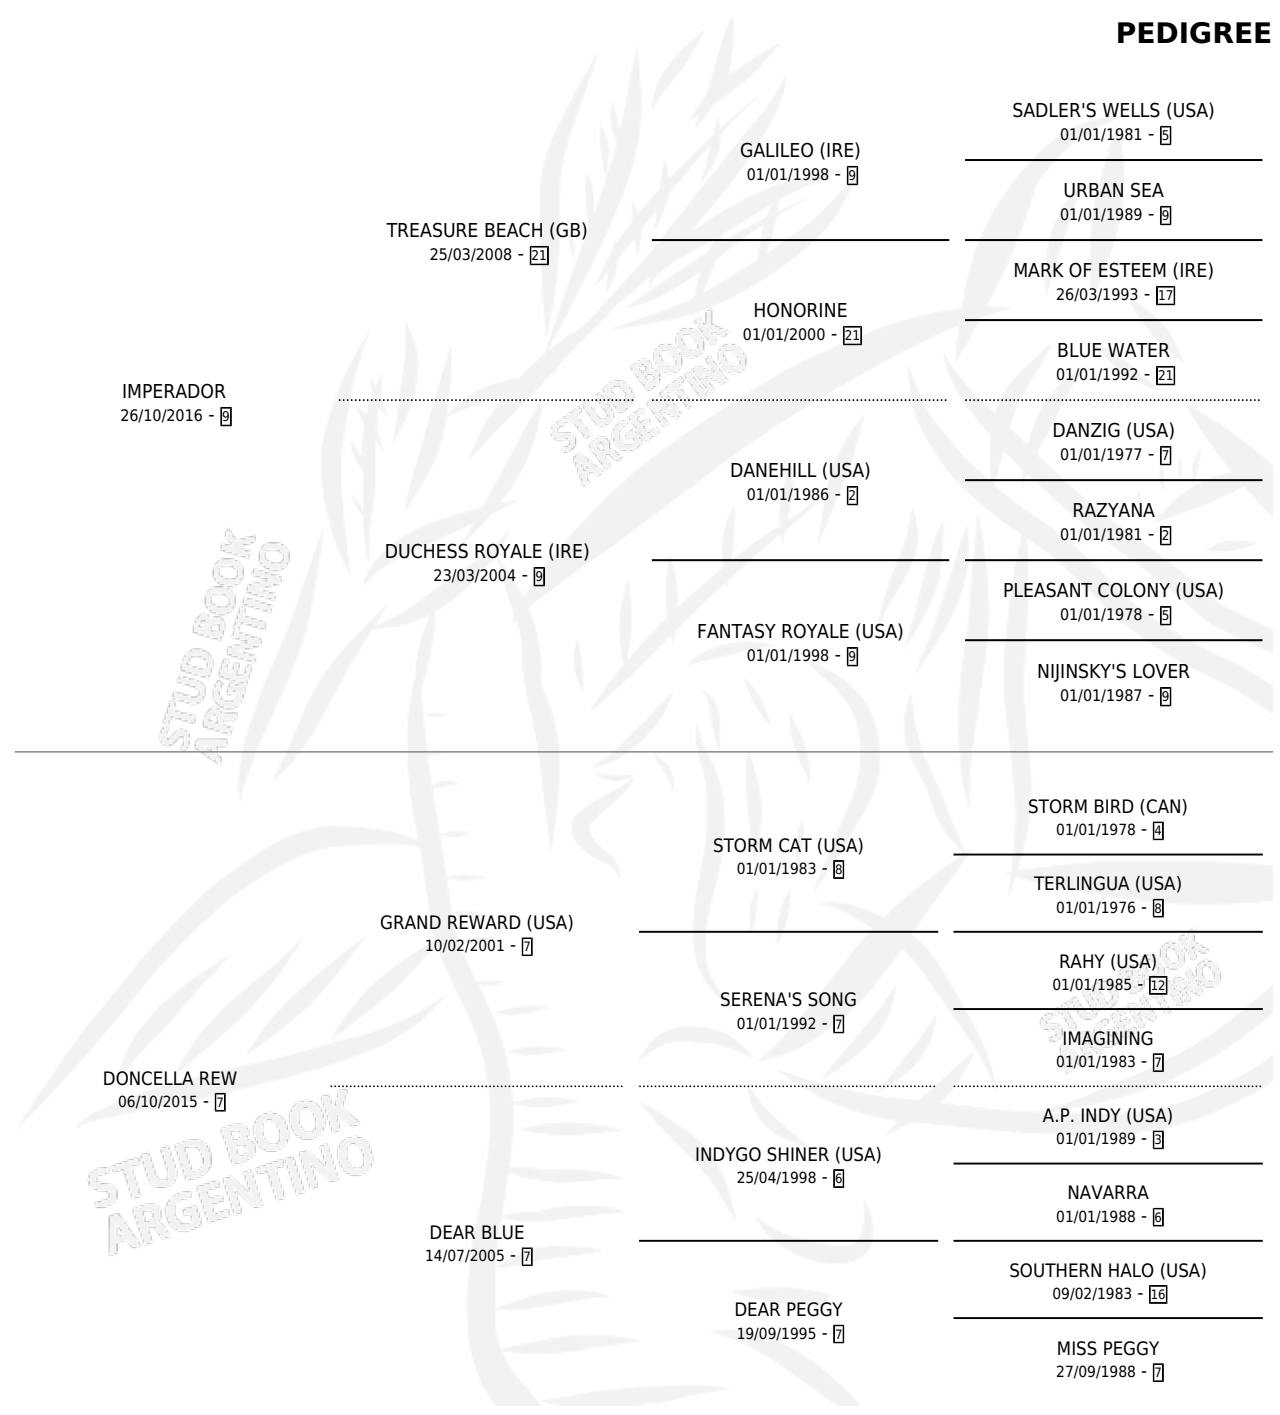 PEDIGREE
SADLER'S WELLS (USA)
01/01/1981 - 5
GALILEO (IRE)
01/01/1998 - 9
URBAN SEA
01/01/1989 - 9
TREASURE BEACH (GB)
25/03/2008 - 21
MARK OF ESTEEM (IRE)
26/03/1993 - 17
HONORINE
01/01/2000 - 21
BLUE WATER
01/01/1992 - 21
IMPERADOR
26/10/2016 - 9
DANZIG (USA)
01/01/1977 - 7
DANEHILL (USA)
01/01/1986 - 2
RAZYANA
01/01/1981 - 2
DUCHESS ROYALE (IRE)
23/03/2004 - 9
PLEASANT COLONY (USA)
01/01/1978 - 5
FANTASY ROYALE (USA)
01/01/1998 - 9
NIJINSKY'S LOVER
01/01/1987 - 9
STORM BIRD (CAN)
01/01/1978 - 4
STORM CAT (USA)
01/01/1983 - 8
TERLINGUA (USA)
01/01/1976 - 8
GRAND REWARD (USA)
10/02/2001 - 7
RAHY (USA)
01/01/1985 - 12
SERENA'S SONG
01/01/1992 - 7
IMAGINING
01/01/1983 - 7
DONCELLA REW
06/10/2015 - 7
A.P. INDY (USA)
01/01/1989 - 3
INDYGO SHINER (USA)
25/04/1998 - 6
NAVARRA
01/01/1988 - 6
DEAR BLUE
14/07/2005 - 7
SOUTHERN HALO (USA)
09/02/1983 - 16
DEAR PEGGY
19/09/1995 - 7
MISS PEGGY
27/09/1988 - 7
STUD BOOK
ARGENTINO
STUD BOOK
ARGENTINO
STUD BOOK
ARGENTINO
STUD BOOK
ARGENTINO